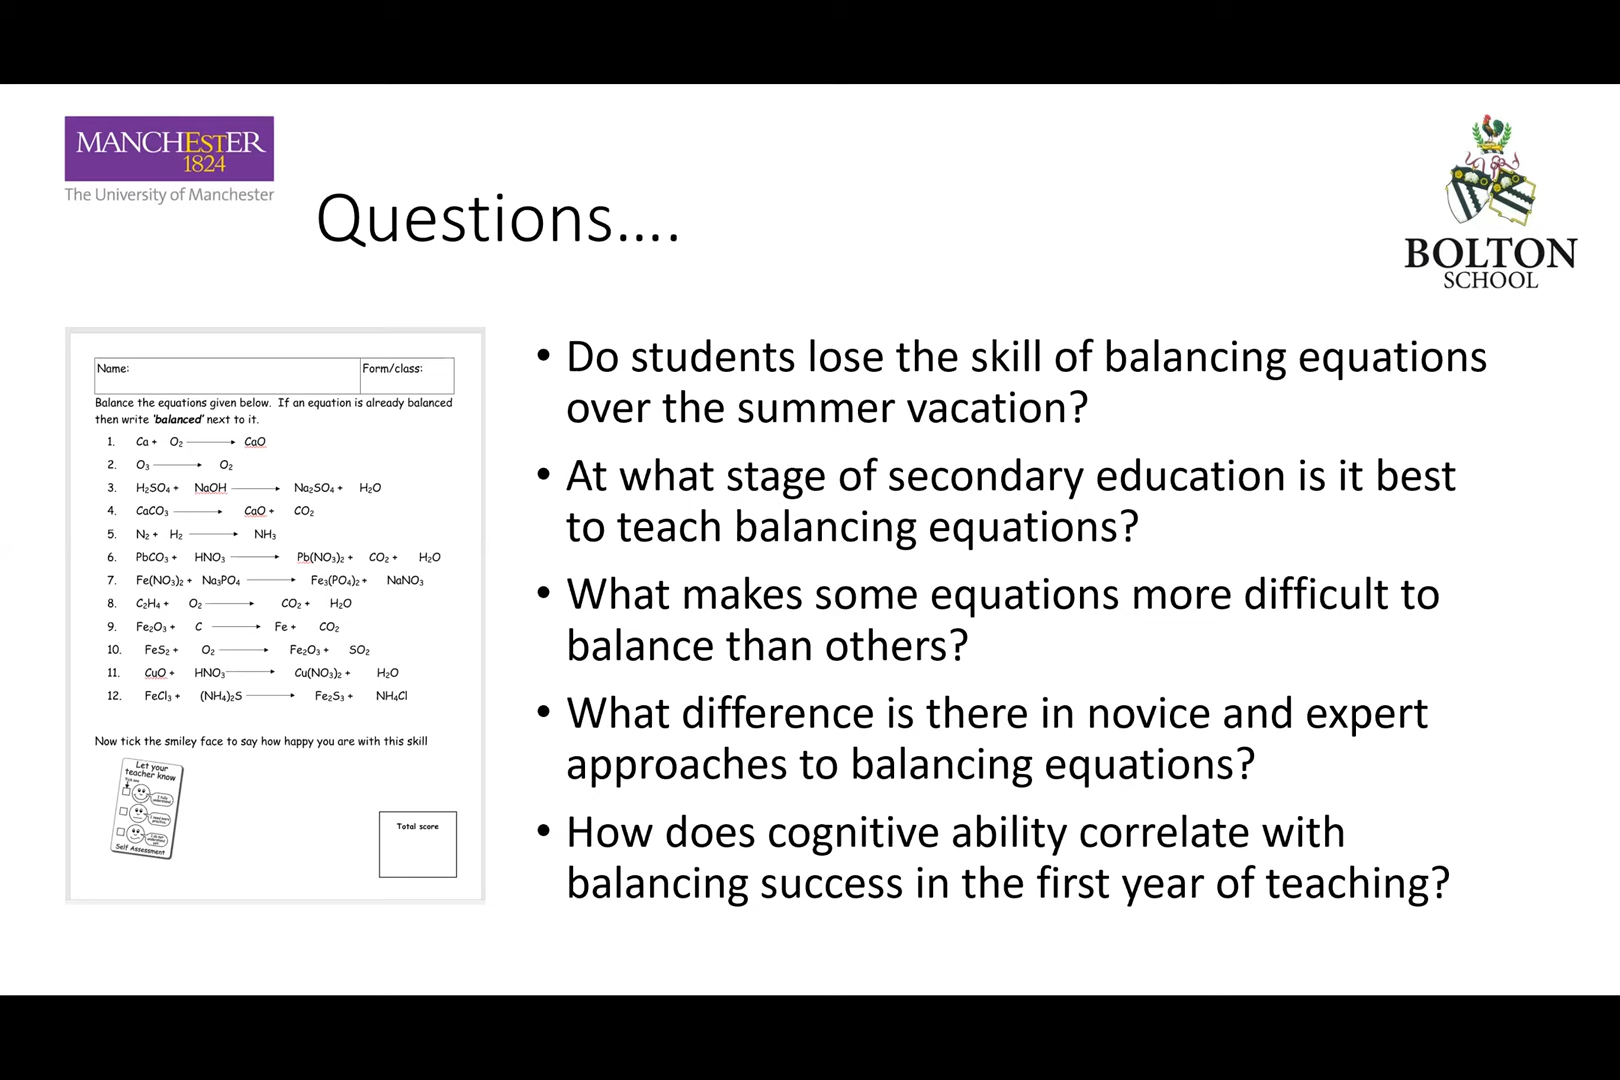 MANCHESTER
1824
The University of Manchester
Questions....
BOLTON
SCHOOL
Name:
Form/class:
Balance the equations given below. If an equation is already balanced
then write 'balanced' next to it.
1. Ca + O₂ ⟶ CaO
2. O₃ ⟶ O₂
3. H₂SO₄ + NaOH ⟶ Na₂SO₄ + H₂O
4. CaCO₃ ⟶ CaO + CO₂
5. N₂ + H₂ ⟶ NH₃
6. PbCO₃ + HNO₃ ⟶ Pb(NO₃)₂ + CO₂ + H₂O
7. Fe(NO₃)₂ + Na₃PO₄ ⟶ Fe₃(PO₄)₂ + NaNO₃
8. C₂H₄ + O₂ ⟶ CO₂ + H₂O
9. Fe₂O₃ + C ⟶ Fe + CO₂
10. FeS₂ + O₂ ⟶ Fe₂O₃ + SO₂
11. CuO + HNO₃ ⟶ Cu(NO₃)₂ + H₂O
12. FeCl₃ + (NH₄)₂S ⟶ Fe₂S₃ + NH₄Cl
Now tick the smiley face to say how happy you are with this skill
Let your
teacher know
Self Assessment
Total score
• Do students lose the skill of balancing equations
over the summer vacation?
• At what stage of secondary education is it best
to teach balancing equations?
• What makes some equations more difficult to
balance than others?
• What difference is there in novice and expert
approaches to balancing equations?
• How does cognitive ability correlate with
balancing success in the first year of teaching?